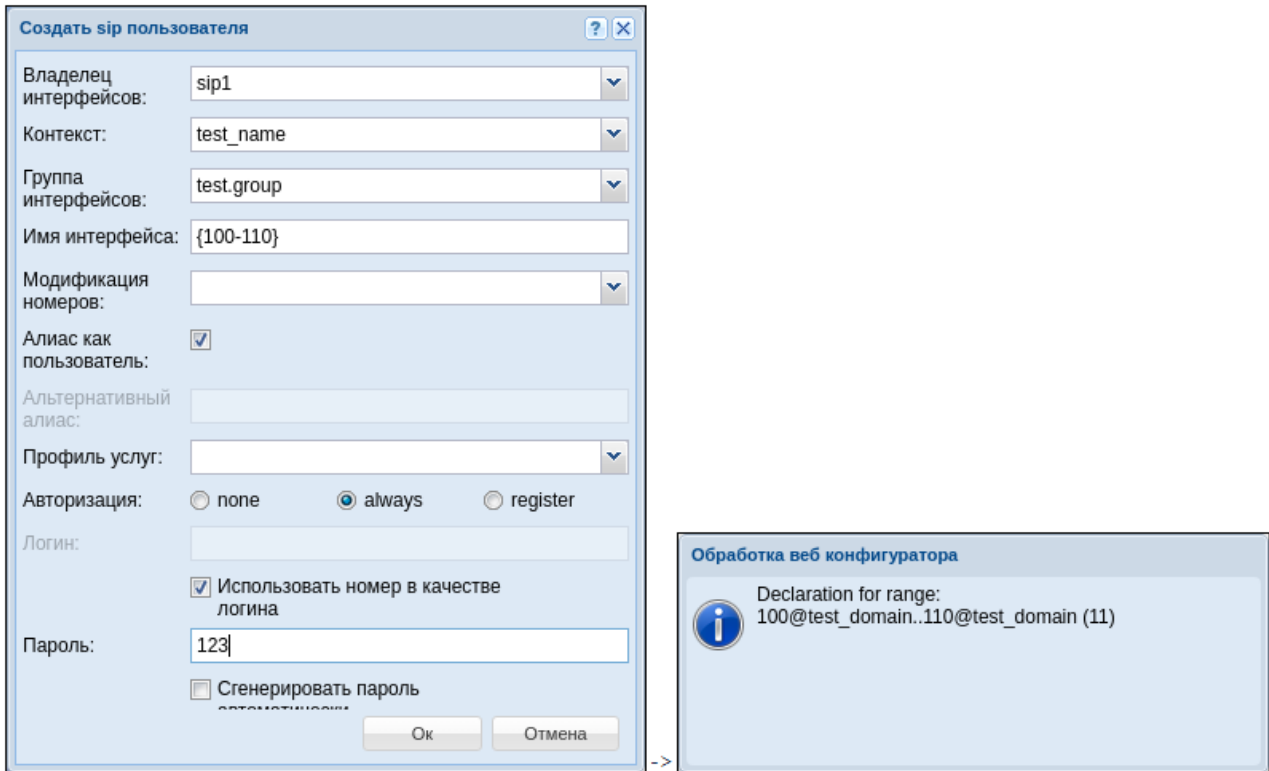 Создать sip пользователя
Владелец
интерфейсов:
sip1
Контекст:
test_name
Группа
интерфейсов:
test.group
Имя интерфейса:
{100-110}
Модификация
номеров:
Алиас как
пользователь:
Альтернативный
алиас:
Профиль услуг:
Авторизация:
none
always
register
Логин:
Использовать номер в качестве
логина
Пароль:
123
Сгенерировать пароль
автоматически
Ок
Отмена
->
Обработка веб конфигуратора
Declaration for range:
100@test_domain..110@test_domain (11)